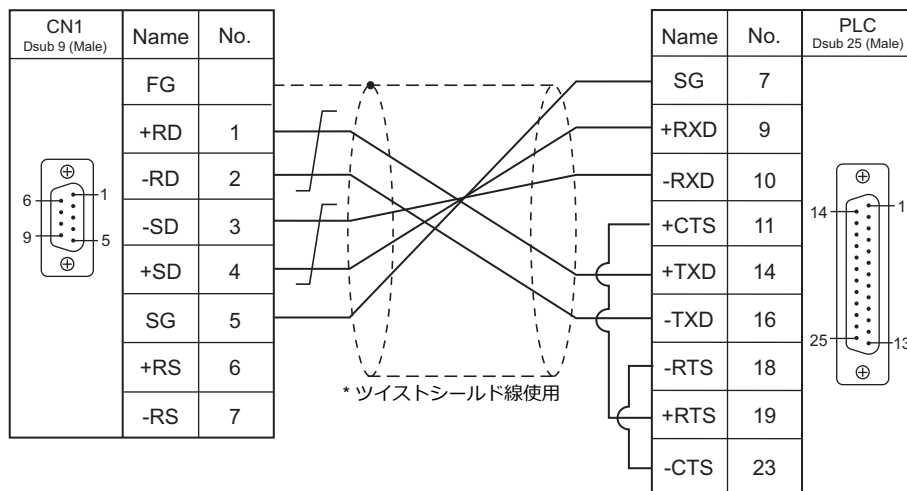 CN1
Dsub 9 (Male)
Name
No.
FG
+RD 1
-RD 2
-SD 3
+SD 4
SG 5
+RS 6
-RS 7
6
1
9
5
* ツイストシールド線使用
Name
No.
PLC
Dsub 25 (Male)
SG 7
+RXD 9
-RXD 10
+CTS 11
+TXD 14
-TXD 16
-RTS 18
+RTS 19
-CTS 23
14
1
25
13